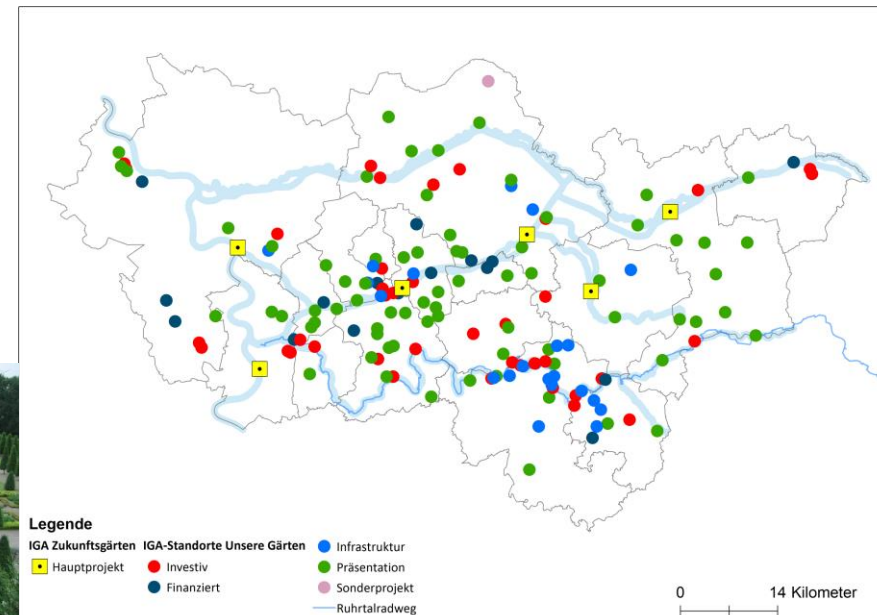 Legende
IGA Zukunftsgärten IGA-Standorte Unsere Gärten
Hauptprojekt
Investiv
Finanziert
Infrastruktur
Präsentation
Sonderprojekt
Ruhrtalradweg
0 14 Kilometer